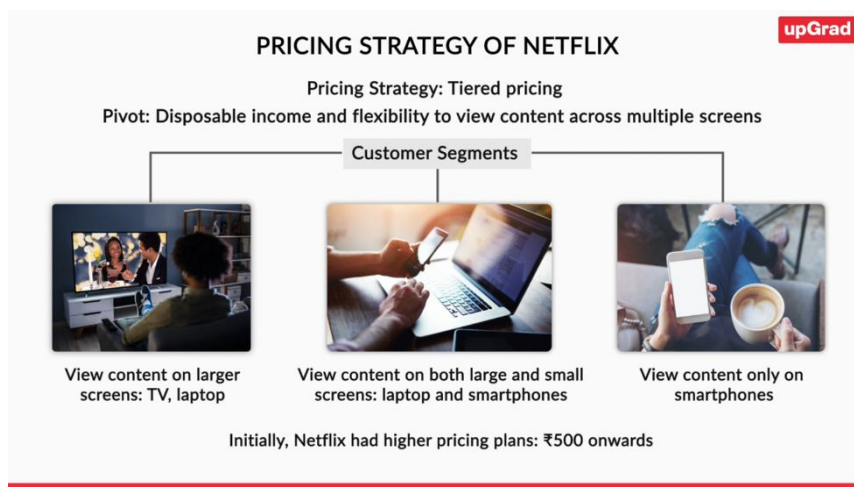 upGrad
PRICING STRATEGY OF NETFLIX
Pricing Strategy: Tiered pricing
Pivot: Disposable income and flexibility to view content across multiple screens
Customer Segments
View content on larger
screens: TV, laptop
View content on both large and small
screens: laptop and smartphones
View content only on
smartphones
Initially, Netflix had higher pricing plans: ₹500 onwards